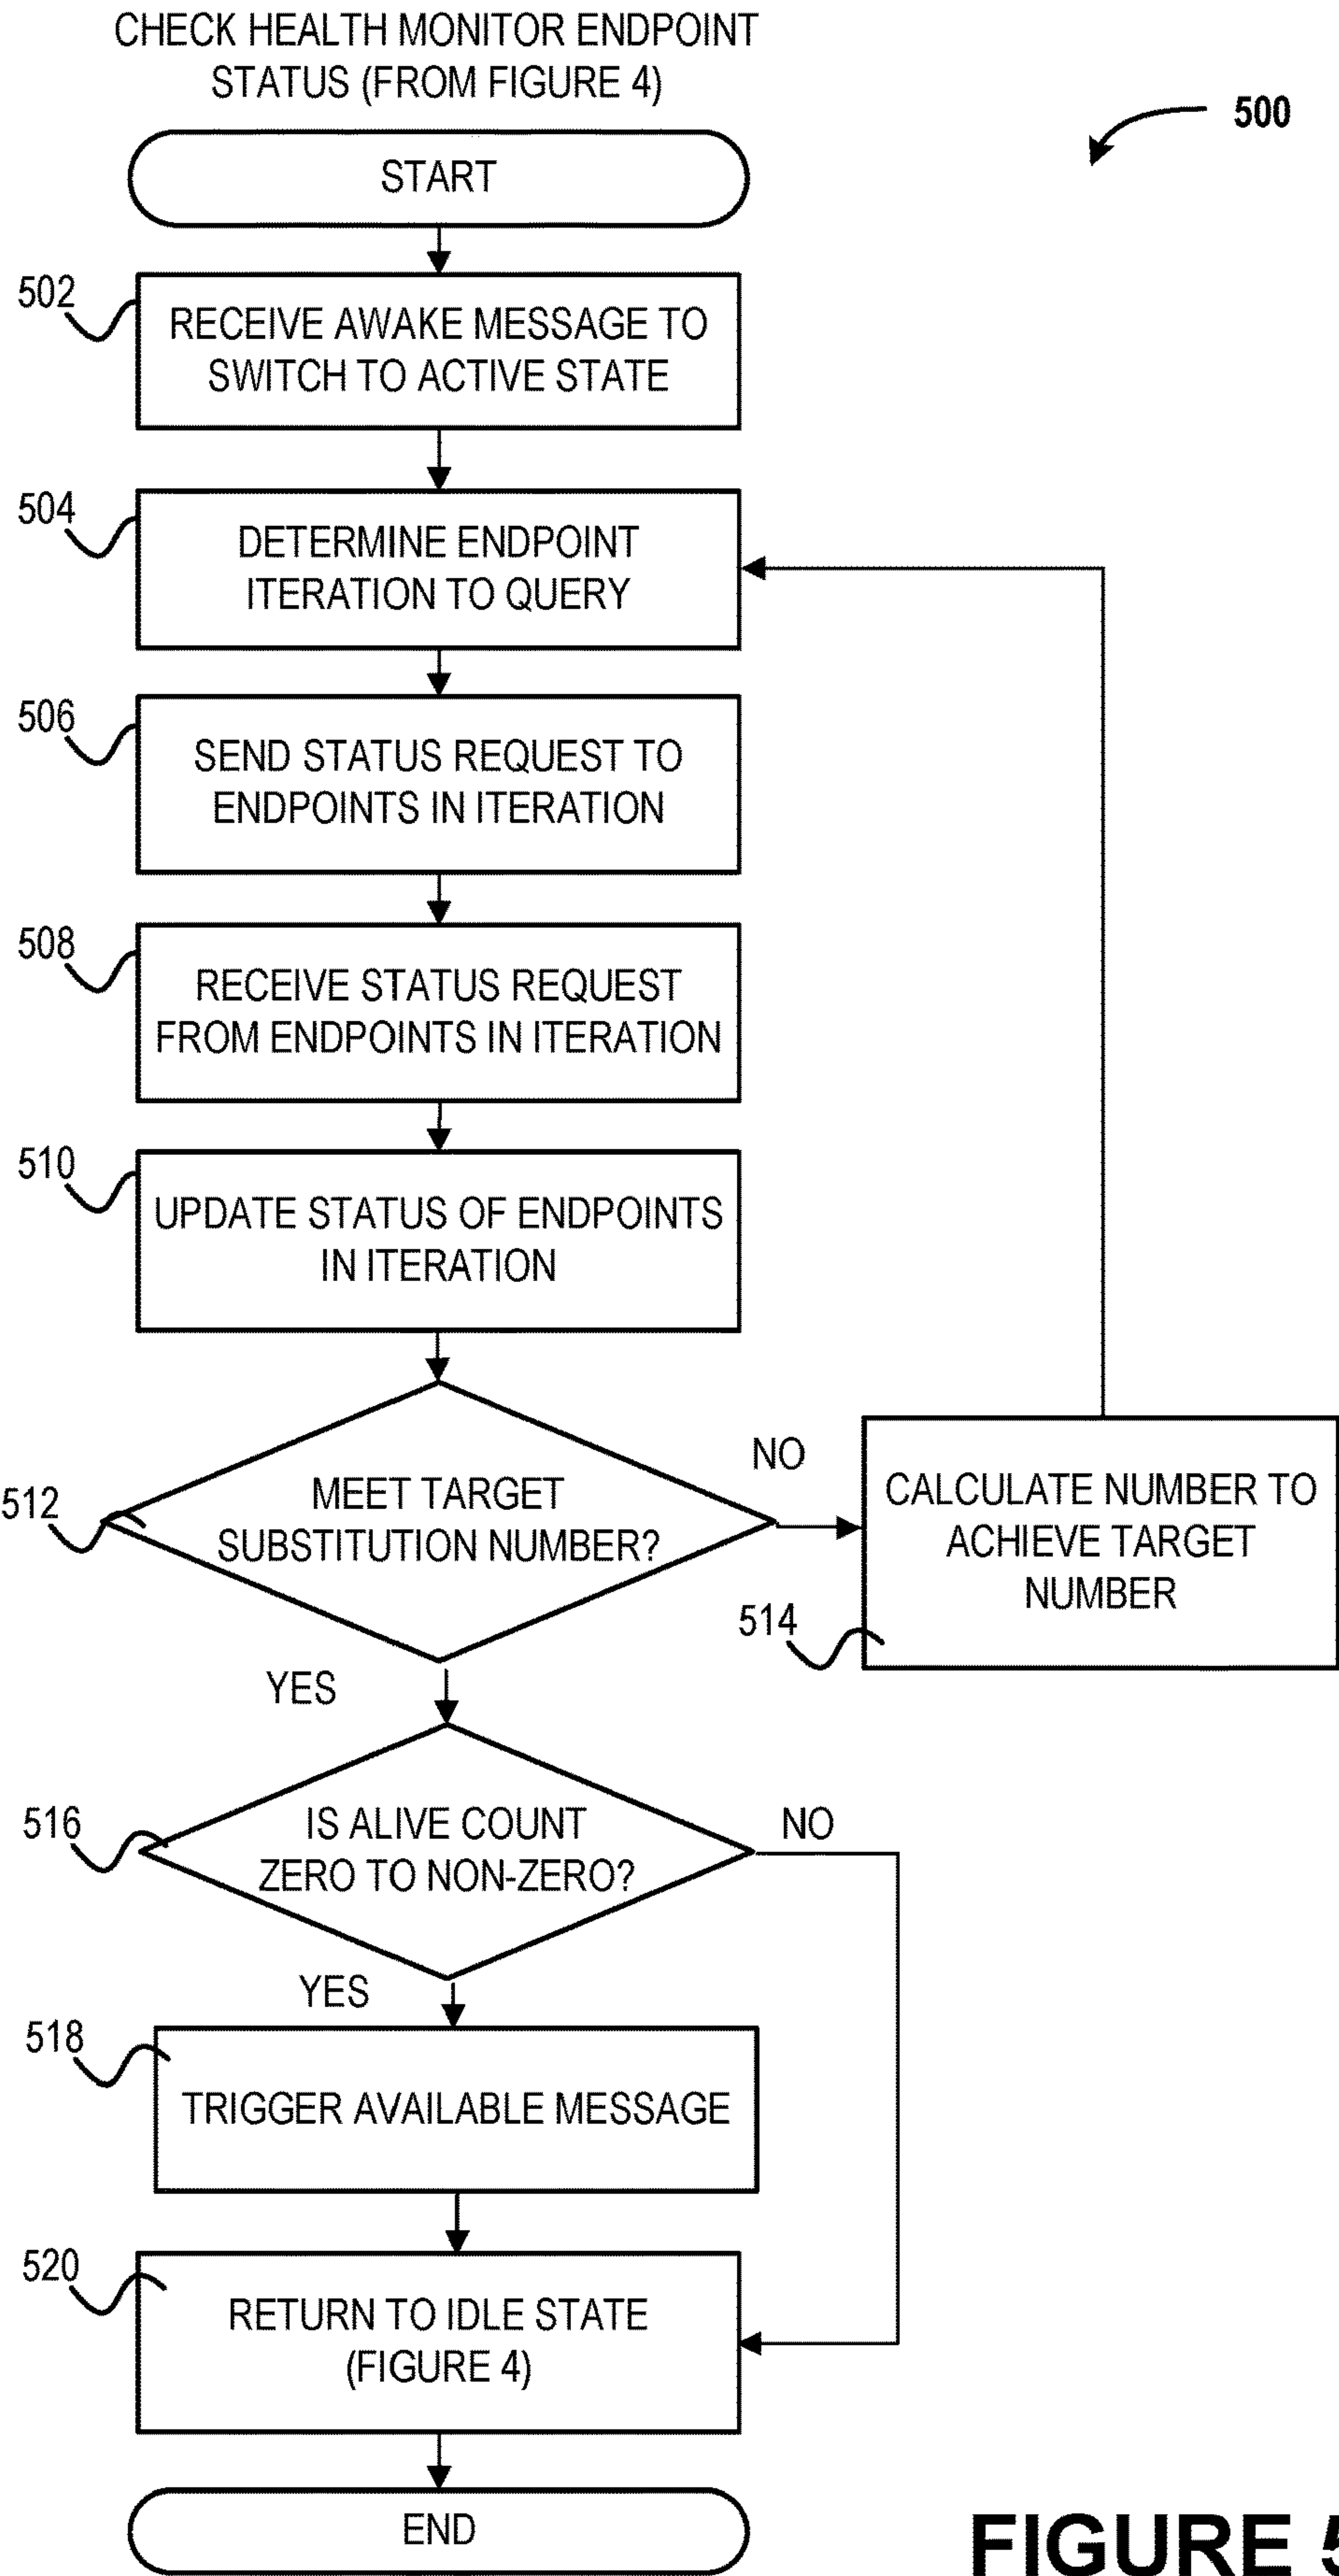 CHECK HEALTH MONITOR ENDPOINT
STATUS (FROM FIGURE 4)
500
START
502
RECEIVE AWAKE MESSAGE TO
SWITCH TO ACTIVE STATE
504
DETERMINE ENDPOINT
ITERATION TO QUERY
506
SEND STATUS REQUEST TO
ENDPOINTS IN ITERATION
508
RECEIVE STATUS REQUEST
FROM ENDPOINTS IN ITERATION
510
UPDATE STATUS OF ENDPOINTS
IN ITERATION
512
MEET TARGET
SUBSTITUTION NUMBER?
NO
CALCULATE NUMBER TO
ACHIEVE TARGET
NUMBER
514
YES
516
IS ALIVE COUNT
ZERO TO NON-ZERO?
NO
YES
518
TRIGGER AVAILABLE MESSAGE
520
RETURN TO IDLE STATE
(FIGURE 4)
END
FIGURE 5